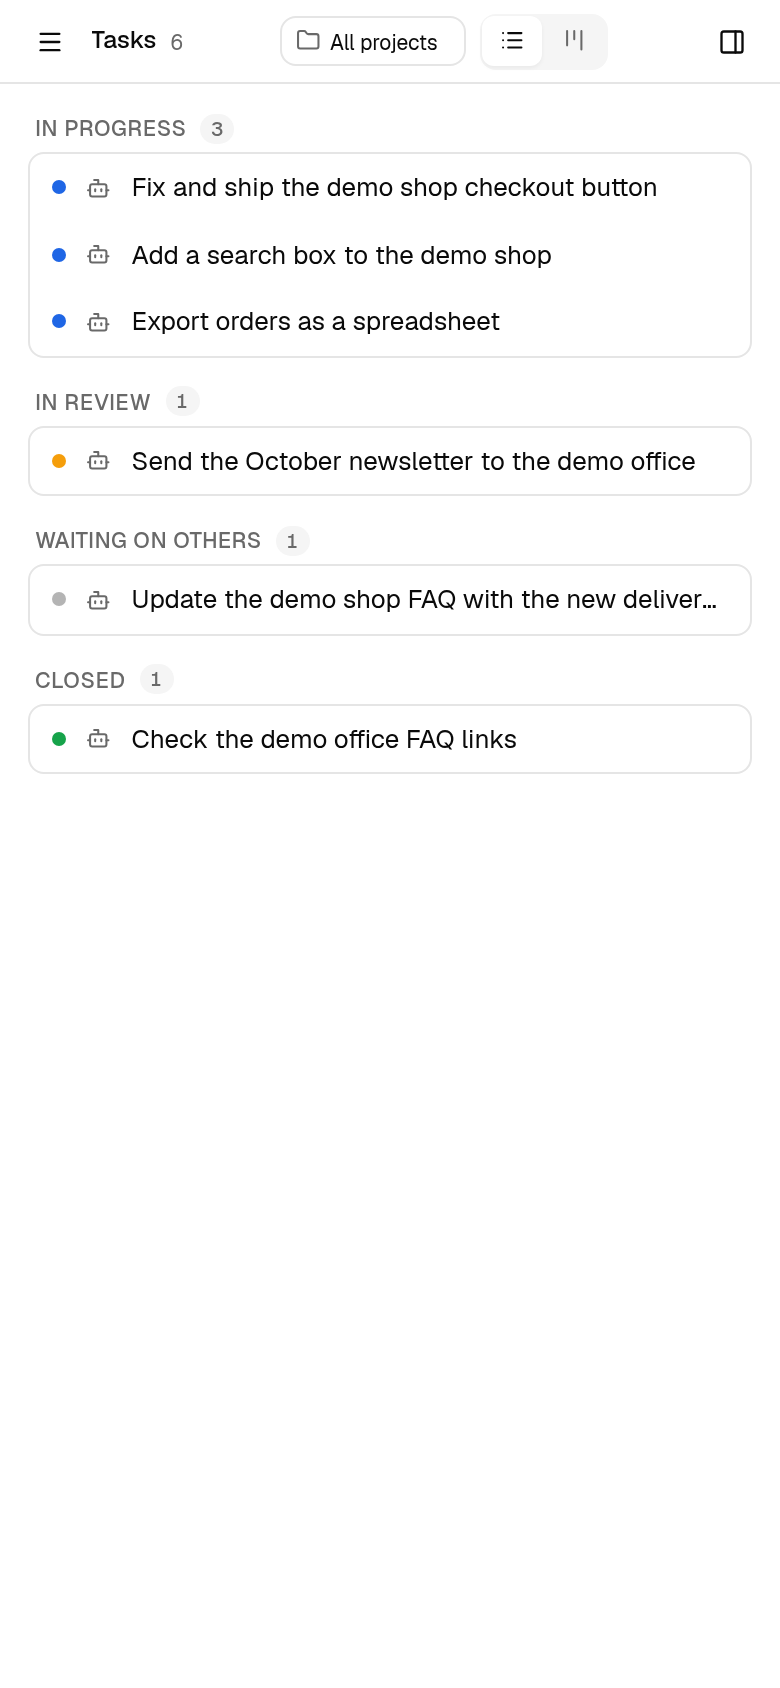 Tasks 6
All projects
IN PROGRESS 3
Fix and ship the demo shop checkout button
Add a search box to the demo shop
Export orders as a spreadsheet
IN REVIEW 1
Send the October newsletter to the demo office
WAITING ON OTHERS 1
Update the demo shop FAQ with the new deliver...
CLOSED 1
Check the demo office FAQ links